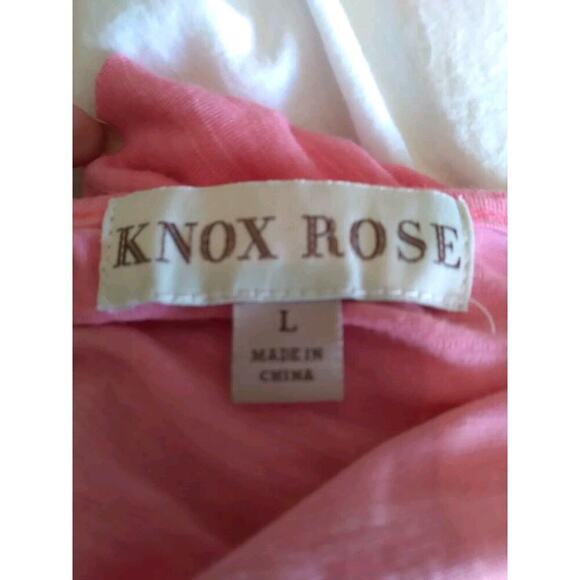 KNOX ROSE
L
MADE IN
CHINA